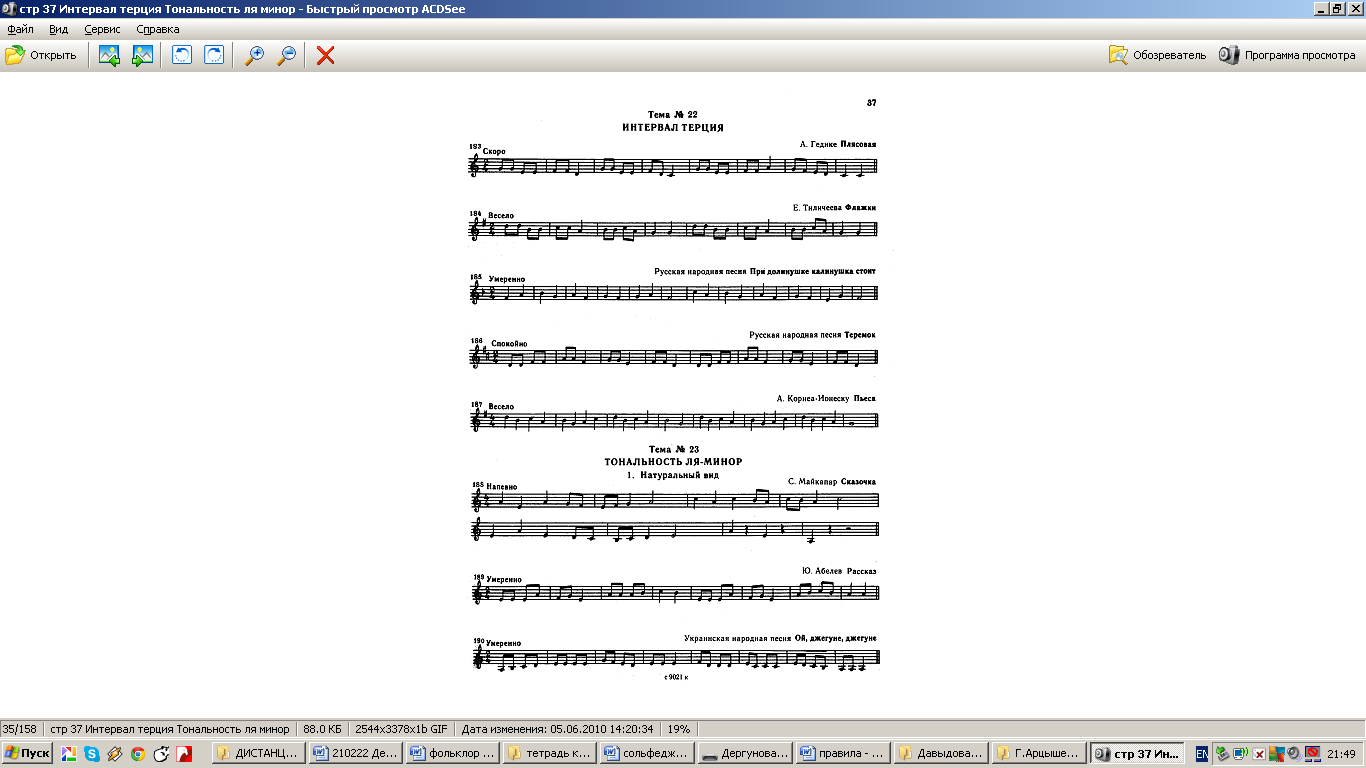 стр 37 Интервал терция Тональность ля минор - Быстрый просмотр ACDSee
Файл Вид Сервис Справка
Открыть Обозреватель Программа просмотра
37
Тема № 22
ИНТЕРВАЛ ТЕРЦИЯ
А. Гедике Плясовая
183 Скоро
Е. Тиличеева Флажки
184 Весело
Русская народная песня При долинушке калинушка стоит
185 Умеренно
Русская народная песня Теремок
186 Спокойно
А. Корнеа-Ионеску Пьеса
187 Весело
Тема № 23
ТОНАЛЬНОСТЬ ЛЯ-МИНОР
1. Натуральный вид
С. Майкапар Сказочка
188 Напевно
Ю. Абелев Рассказ
189 Умеренно
Украинская народная песня Ой, джегуне, джегуне
190 Умеренно
с 9021 к
35/158 стр 37 Интервал терция Тональность ля минор 88.0 КБ 2544x3378x1b GIF Дата изменения: 05.06.2010 14:20:34 19%
Пуск ДИСТАНЦ... 210222 Де... фольклор ... тетрадь к... сольфедж... Дергунова... правила - ... Давыдова... Г.Арцыше... стр 37 Ин... EN 21:49